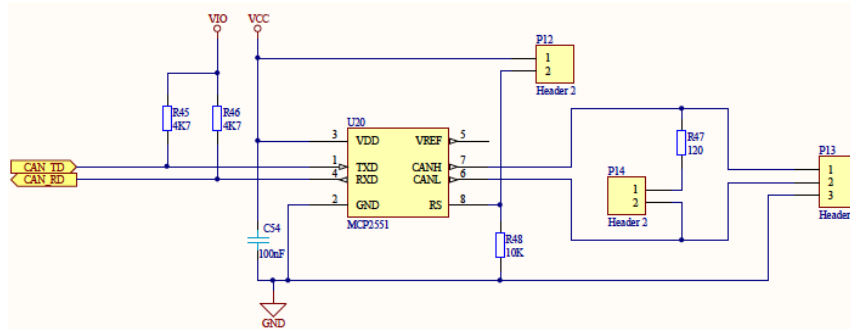 VIO VCC
P12
1
2
Header 2
R45
4K7
R46
4K7
U20
3 VDD VREF 5
1 TXD CANH 7
4 RXD CANL 6
2 GND RS 8
MCP2551
CAN_TD
CAN_RD
R47
120
P14
1
2
Header 2
P13
1
2
3
Header
C54
100nF
R48
10K
GND